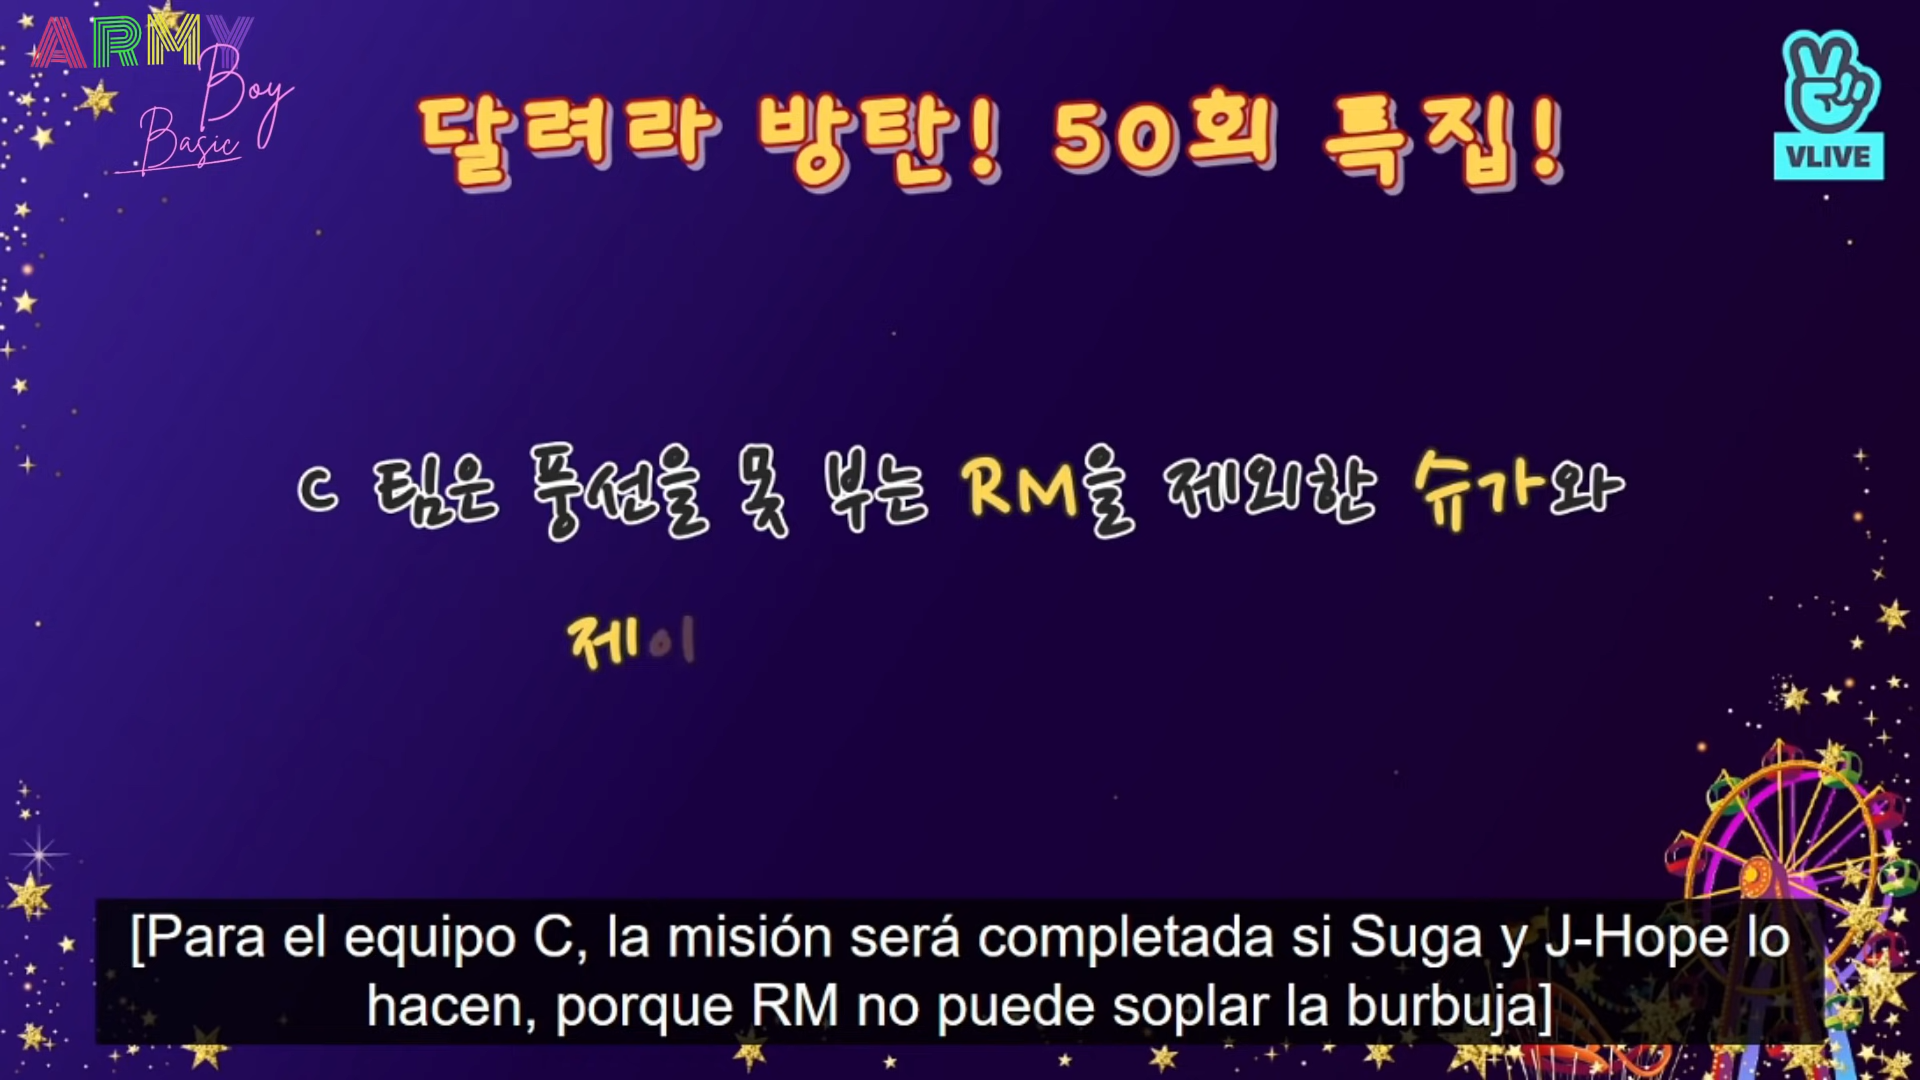 ARMY
Boy
Basic
VLIVE
달려라 방탄! 50회 특집!
C 팀은 풍선을 못 부는 RM을 제외한 슈가와
제이
[Para el equipo C, la misión será completada si Suga y J-Hope lo
hacen, porque RM no puede soplar la burbuja]